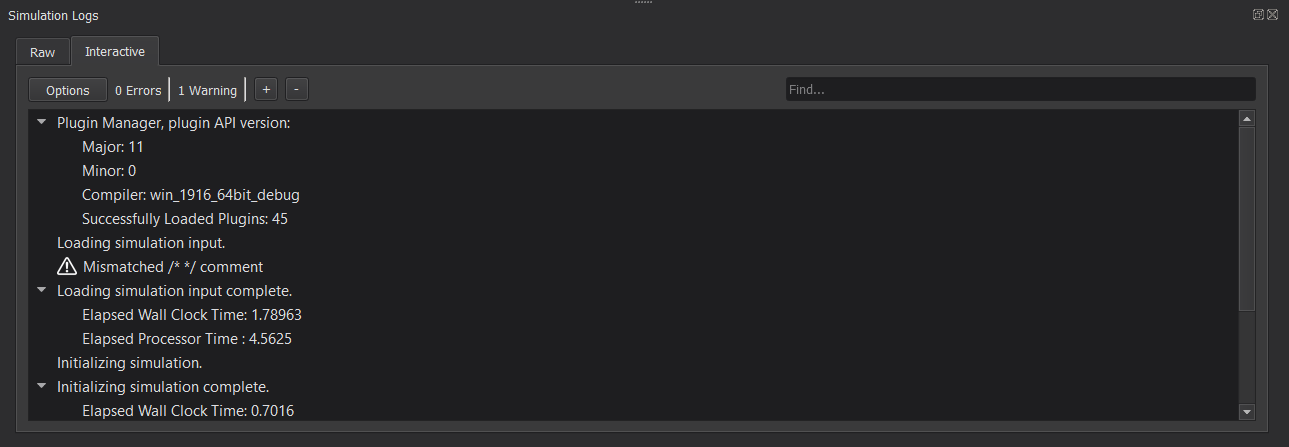 Simulation Logs
Raw
Interactive
Options
0 Errors
1 Warning
+
-
Find...
Plugin Manager, plugin API version:
Major: 11
Minor: 0
Compiler: win_1916_64bit_debug
Successfully Loaded Plugins: 45
Loading simulation input.
Mismatched /* */ comment
Loading simulation input complete.
Elapsed Wall Clock Time: 1.78963
Elapsed Processor Time : 4.5625
Initializing simulation.
Initializing simulation complete.
Elapsed Wall Clock Time: 0.7016